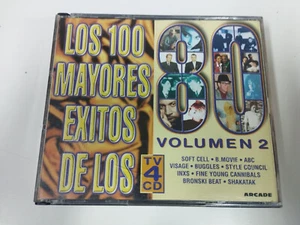 LOS 100
MAYORES
EXITOS
DE LOS
80
VOLUMEN 2
TV
4
CD
SOFT CELL • B.MOVIE • ABC
VISAGE • BUGGLES • STYLE COUNCIL
INXS • FINE YOUNG CANNIBALS
BRONSKI BEAT • SHAKATAK
ARCADE